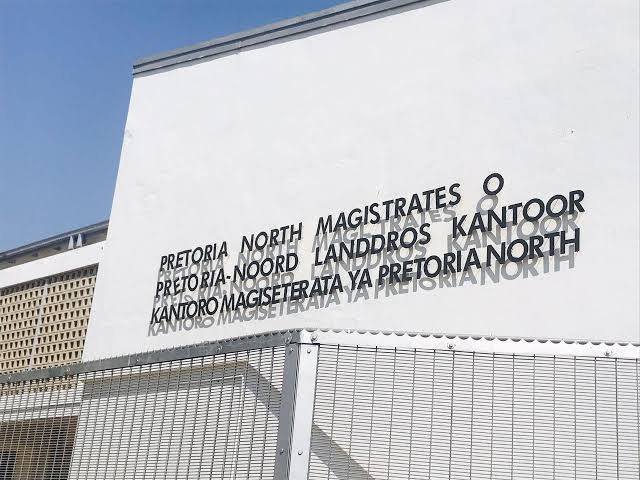 PRETORIA NORTH MAGISTRATES O
PRETORIA-NOORD LANDDROS KANTOOR
KANTORO MAGISETERATA YA PRETORIA NORTH